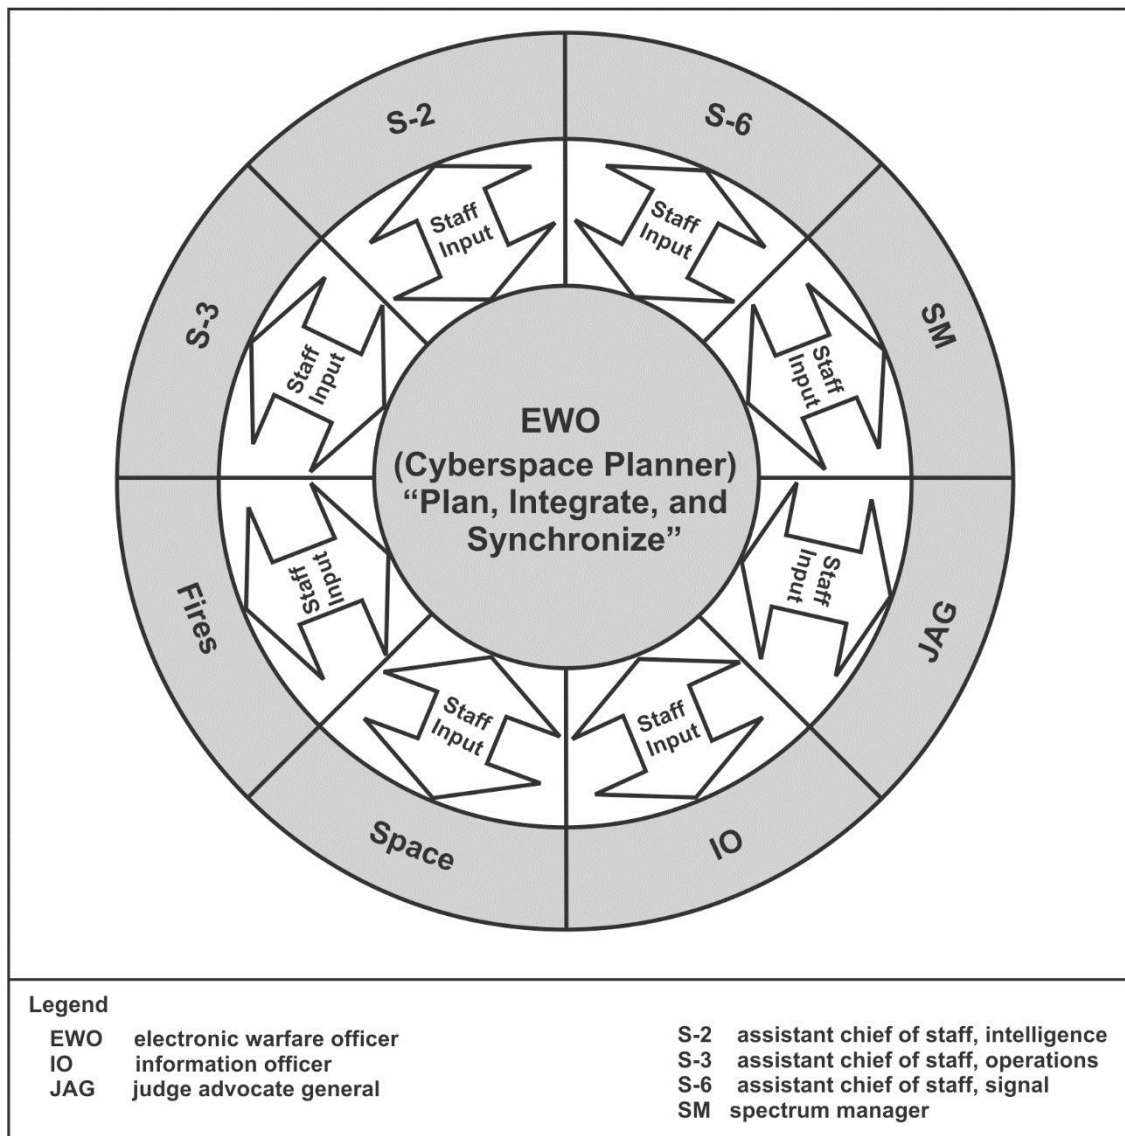 S-2
S-6
S-3
SM
Fires
JAG
Space
IO
Staff
Input
Staff
Input
Staff
Input
Staff
Input
Staff
Input
Staff
Input
Staff
Input
Staff
Input
EWO
(Cyberspace Planner)
“Plan, Integrate, and
Synchronize”
Legend
EWO electronic warfare officer
IO information officer
JAG judge advocate general
S-2 assistant chief of staff, intelligence
S-3 assistant chief of staff, operations
S-6 assistant chief of staff, signal
SM spectrum manager